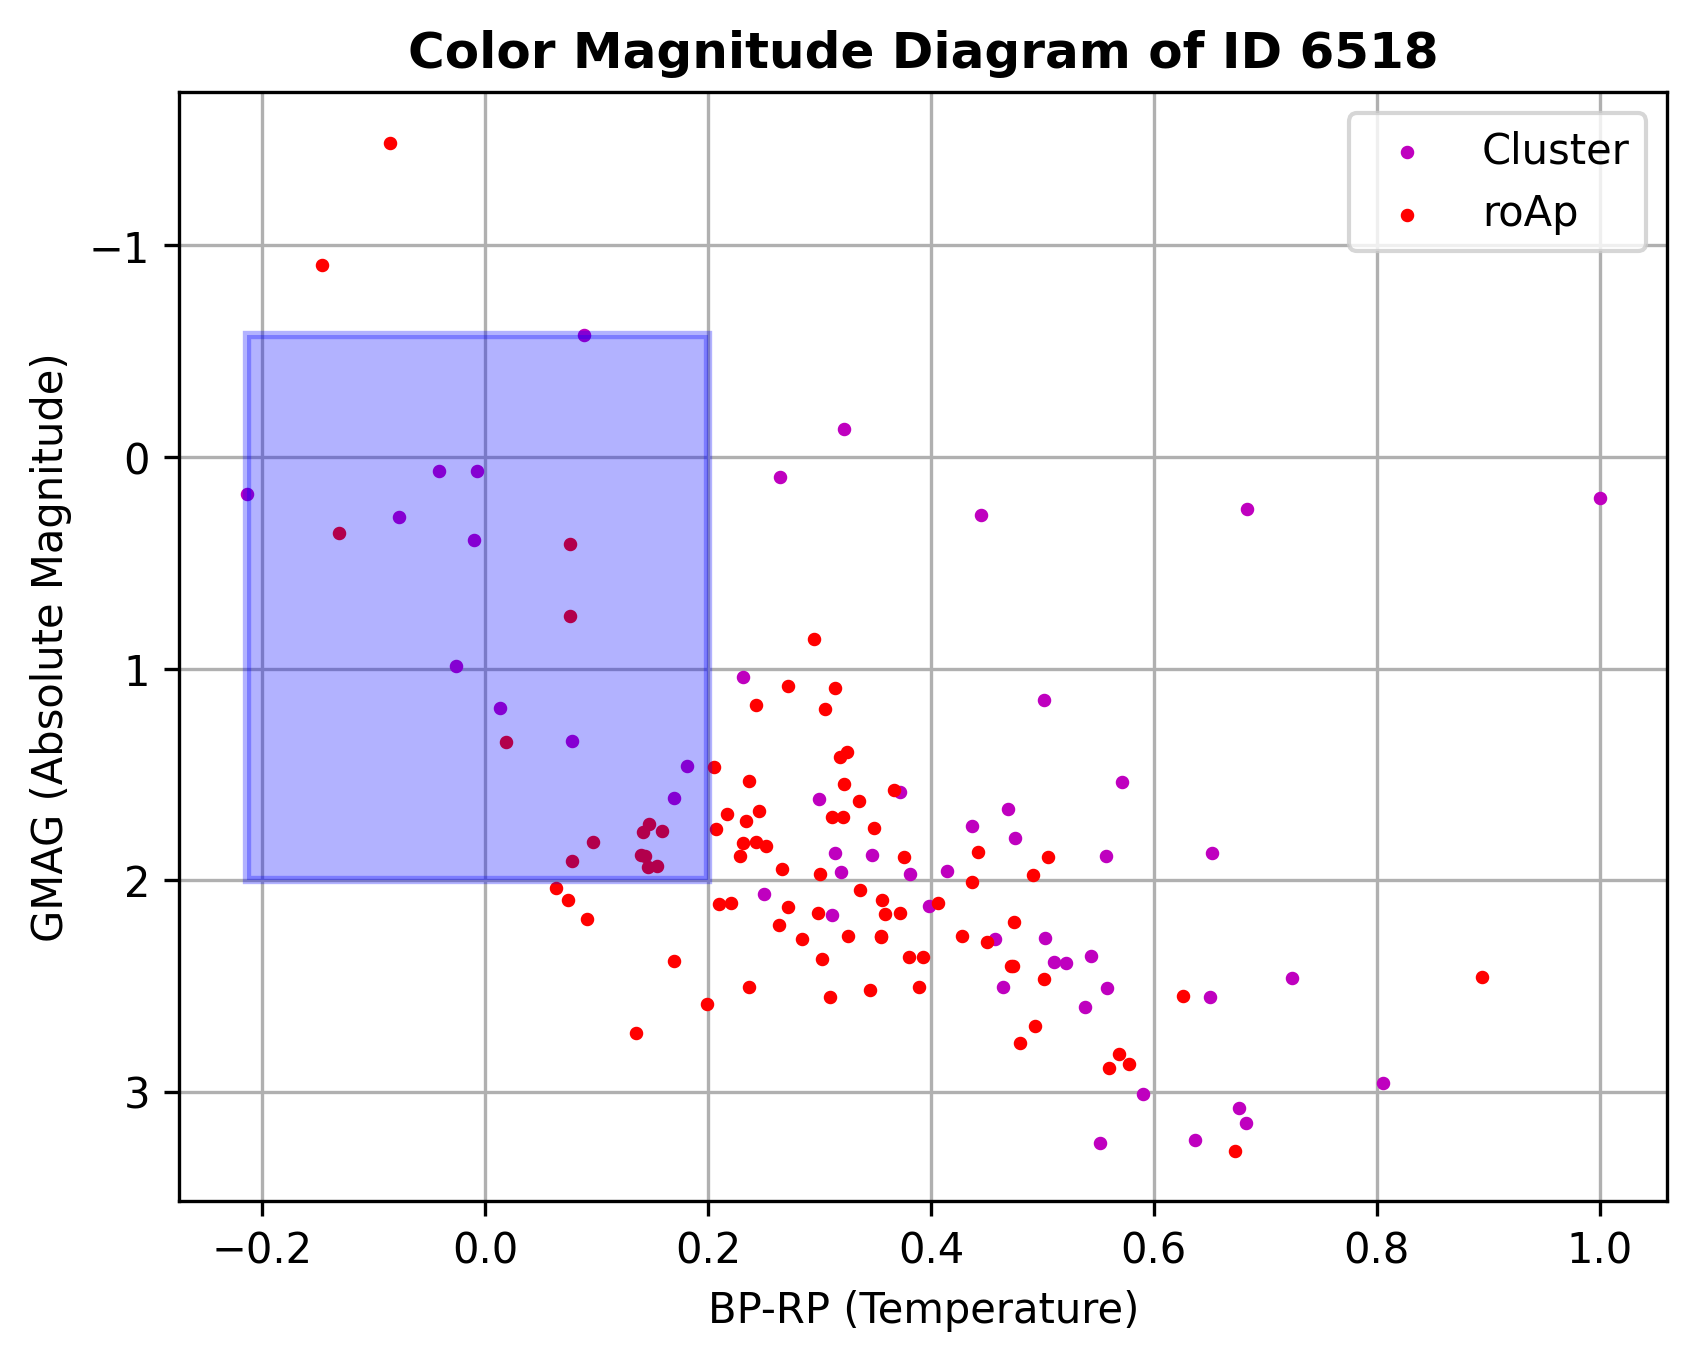 Color Magnitude Diagram of ID 6518
Cluster
roAp
GMAG (Absolute Magnitude)
−1
0
1
2
3
−0.2
0.0
0.2
0.4
0.6
0.8
1.0
BP-RP (Temperature)